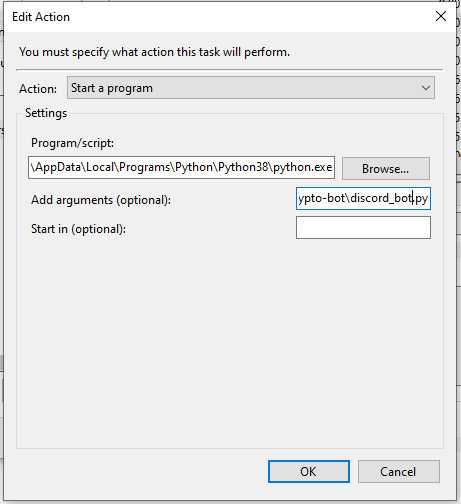 Edit Action
You must specify what action this task will perform.
Action: Start a program
Settings
Program/script:
\AppData\Local\Programs\Python\Python38\python.exe Browse...
Add arguments (optional): ypto-bot\discord_bot.py
Start in (optional):
OK Cancel